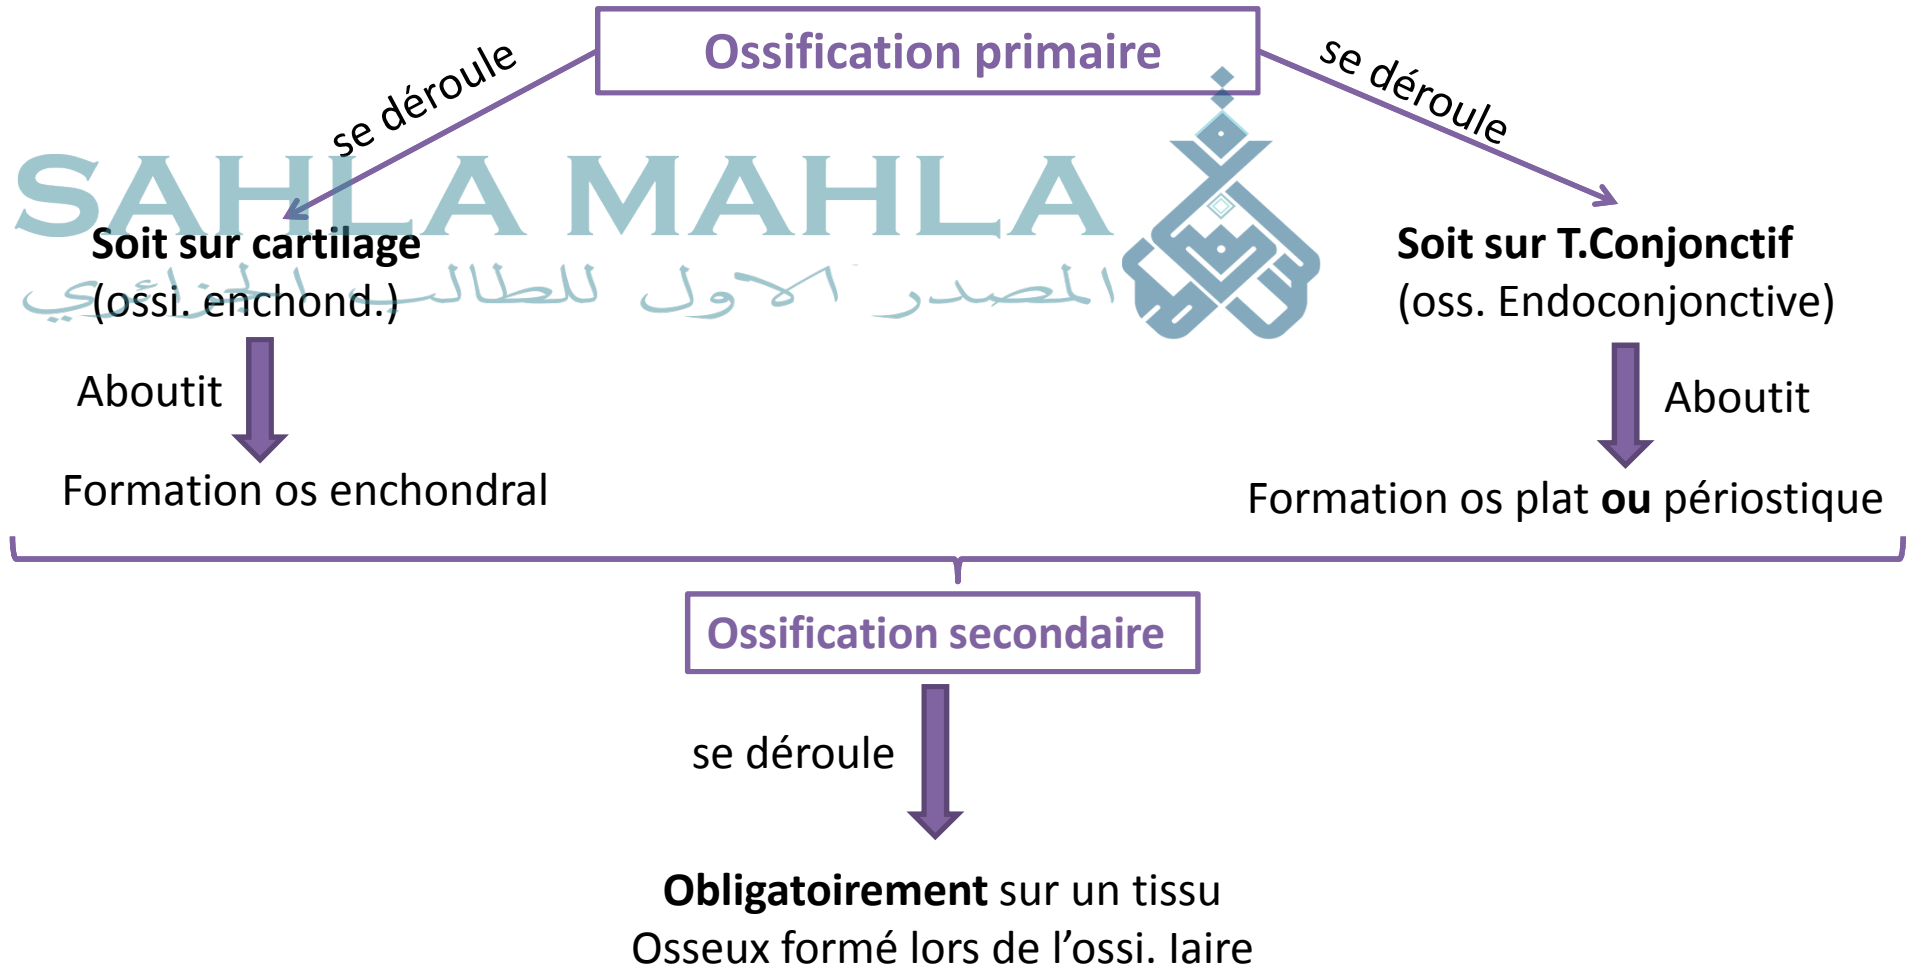 Ossification primaire
se déroule
se déroule
SAHLA MAHLA
المصدر الاول للطالب الجزائري
Soit sur cartilage
(ossi. enchond.)
Soit sur T.Conjonctif
(oss. Endoconjonctive)
Aboutit
Aboutit
Formation os enchondral
Formation os plat ou périostique
Ossification secondaire
se déroule
Obligatoirement sur un tissu
Osseux formé lors de l’ossi. Iaire